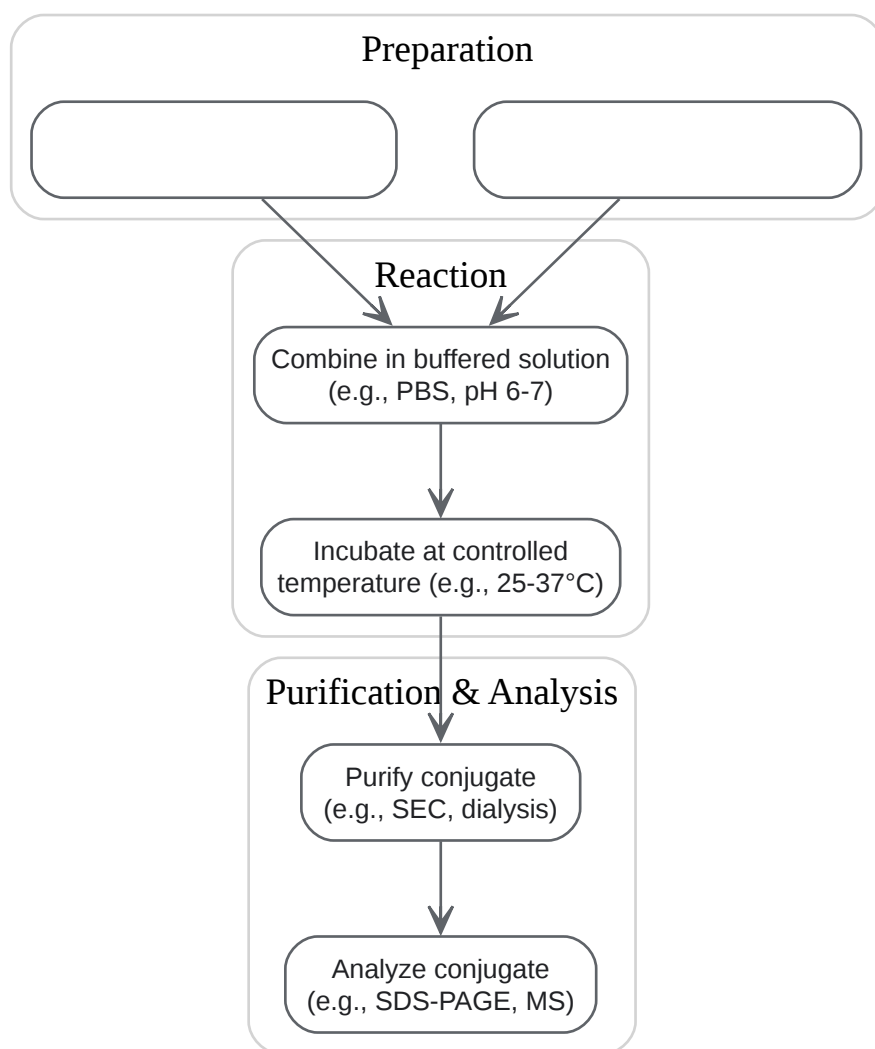 Preparation
Reaction
Combine in buffered solution
(e.g., PBS, pH 6-7)
Incubate at controlled
temperature (e.g., 25-37°C)
Purification & Analysis
Purify conjugate
(e.g., SEC, dialysis)
Analyze conjugate
(e.g., SDS-PAGE, MS)